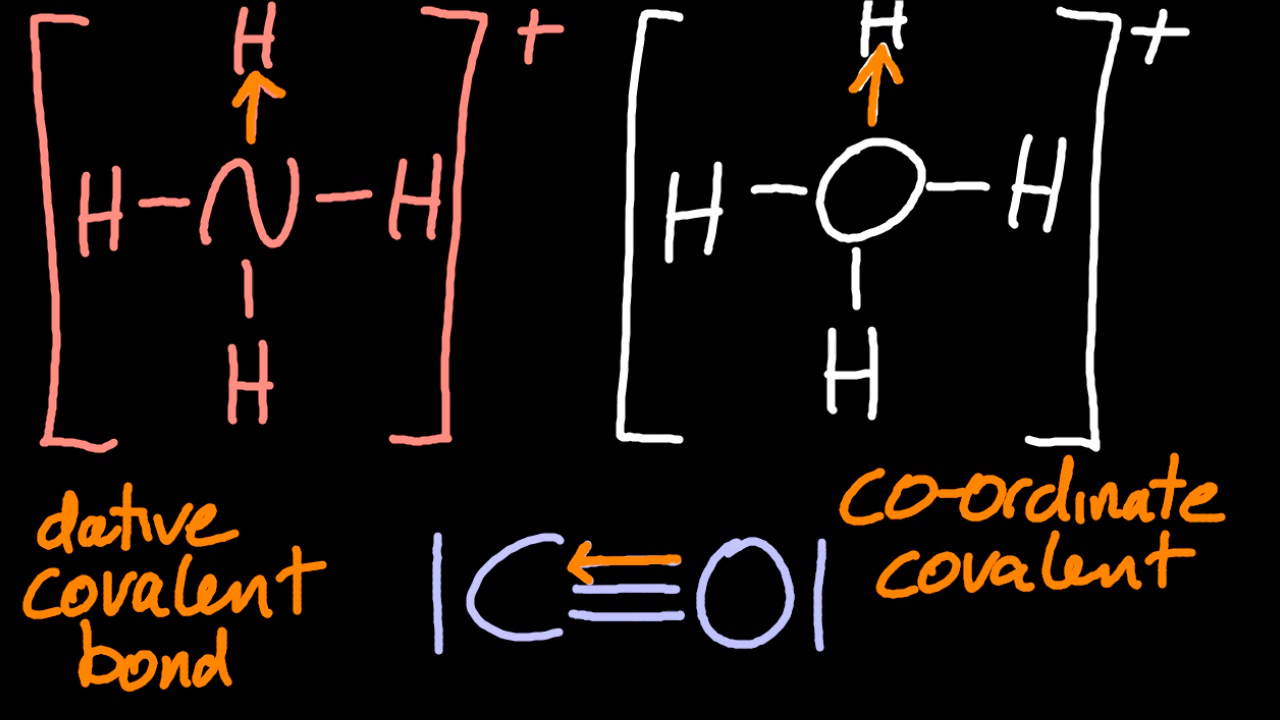 [H]+ [H]+
H-N-H H-O-H
H H
dative co-ordinate
covalent covalent
bond |C≡O|